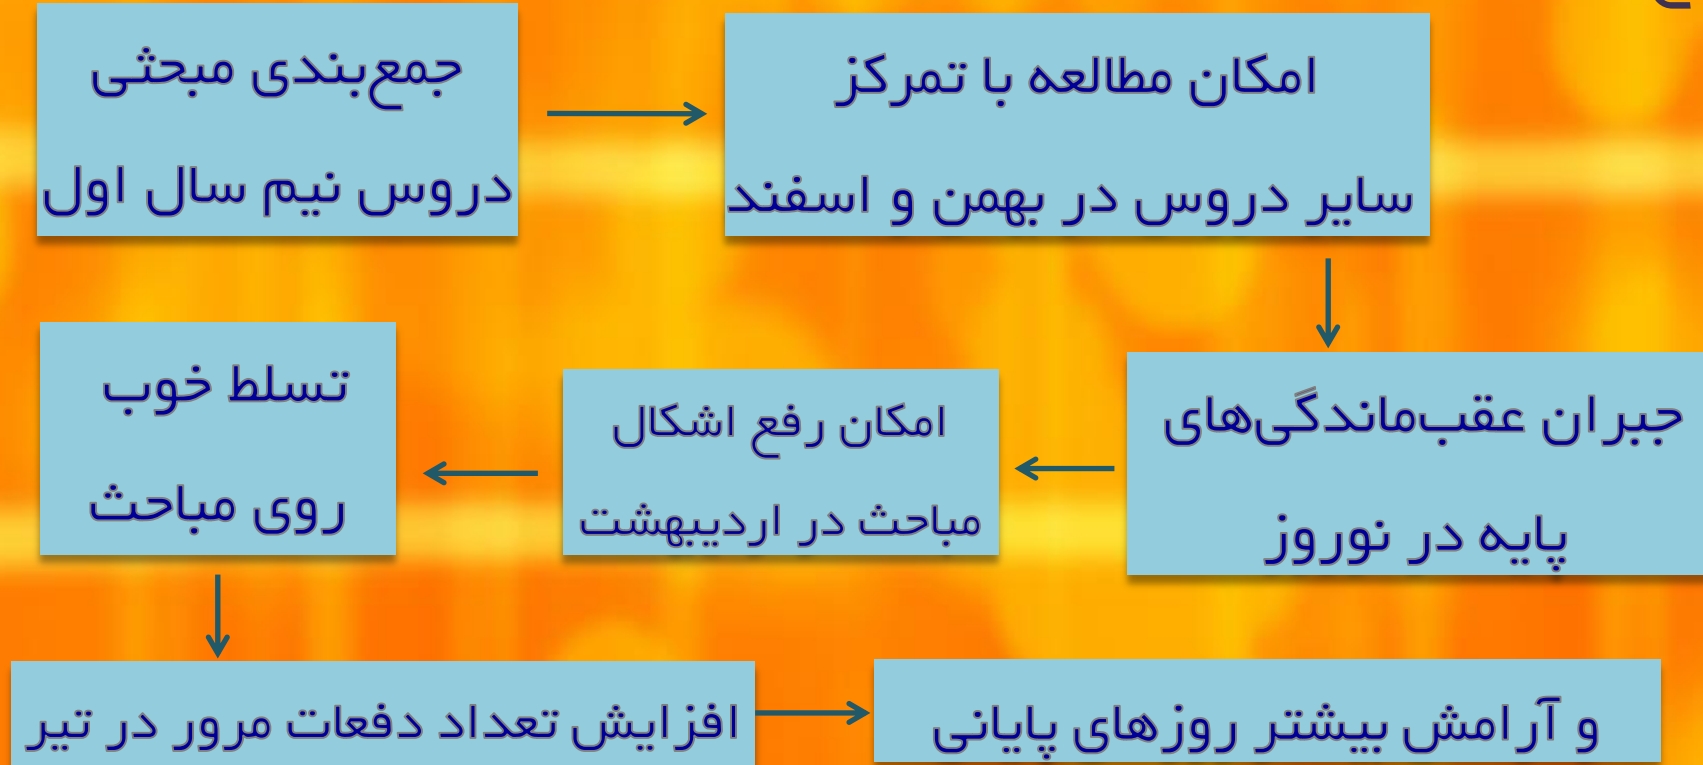 جمع‌بندی مبحثی
دروس نیم سال اول
امکان مطالعه با تمرکز
سایر دروس در بهمن و اسفند
جبران عقب‌ماندگی‌های
پایه در نوروز
امکان رفع اشکال
مباحث در اردیبهشت
تسلط خوب
روی مباحث
افزایش تعداد دفعات مرور در تیر
و آرامش بیشتر روزهای پایانی